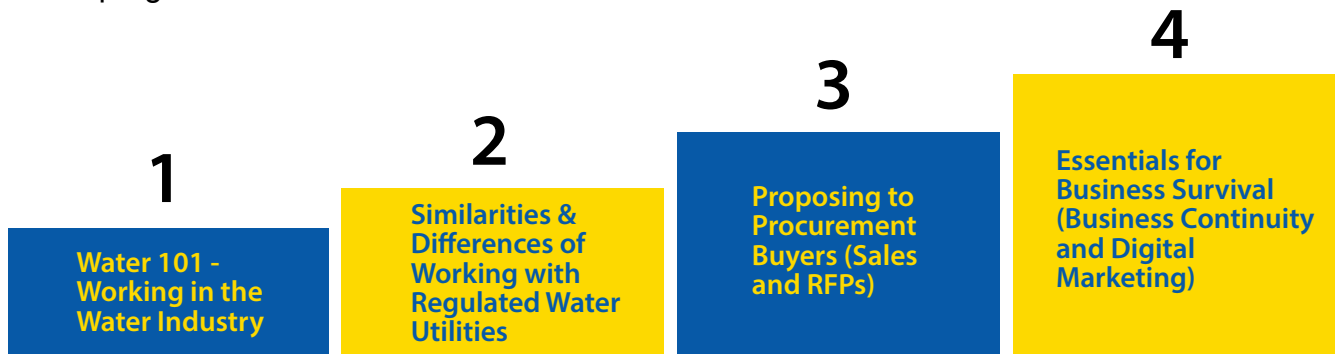 1
Water 101 -
Working in the
Water Industry
2
Similarities &
Differences of
Working with
Regulated Water
Utilities
3
Proposing to
Procurement
Buyers (Sales
and RFPs)
4
Essentials for
Business Survival
(Business Continuity
and Digital
Marketing)